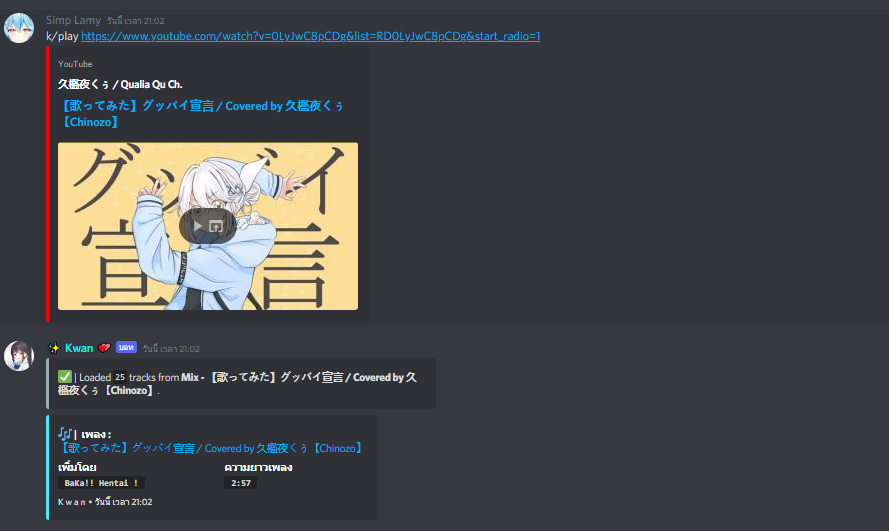 Simp Lamy วันนี้ เวลา 21:02
k/play https://www.youtube.com/watch?v=0LyJwC8pCDg&list=RD0LyJwC8pCDg&start_radio=1
YouTube
久檻夜くぅ / Qualia Qu Ch.
【歌ってみた】グッバイ宣言 / Covered by 久檻夜くぅ
【Chinozo】
グッバイ
宣言
Kwan บอท วันนี้ เวลา 21:02
| Loaded 25 tracks from Mix - 【歌ってみた】グッバイ宣言 / Covered by 久
檻夜くぅ【Chinozo】.
| เพลง :
【歌ってみた】グッバイ宣言 / Covered by 久檻夜くぅ【Chinozo】
เพิ่มโดย ความยาวเพลง
BaKa!! Hentai ! 2:57
K w a n • วันนี้ เวลา 21:02